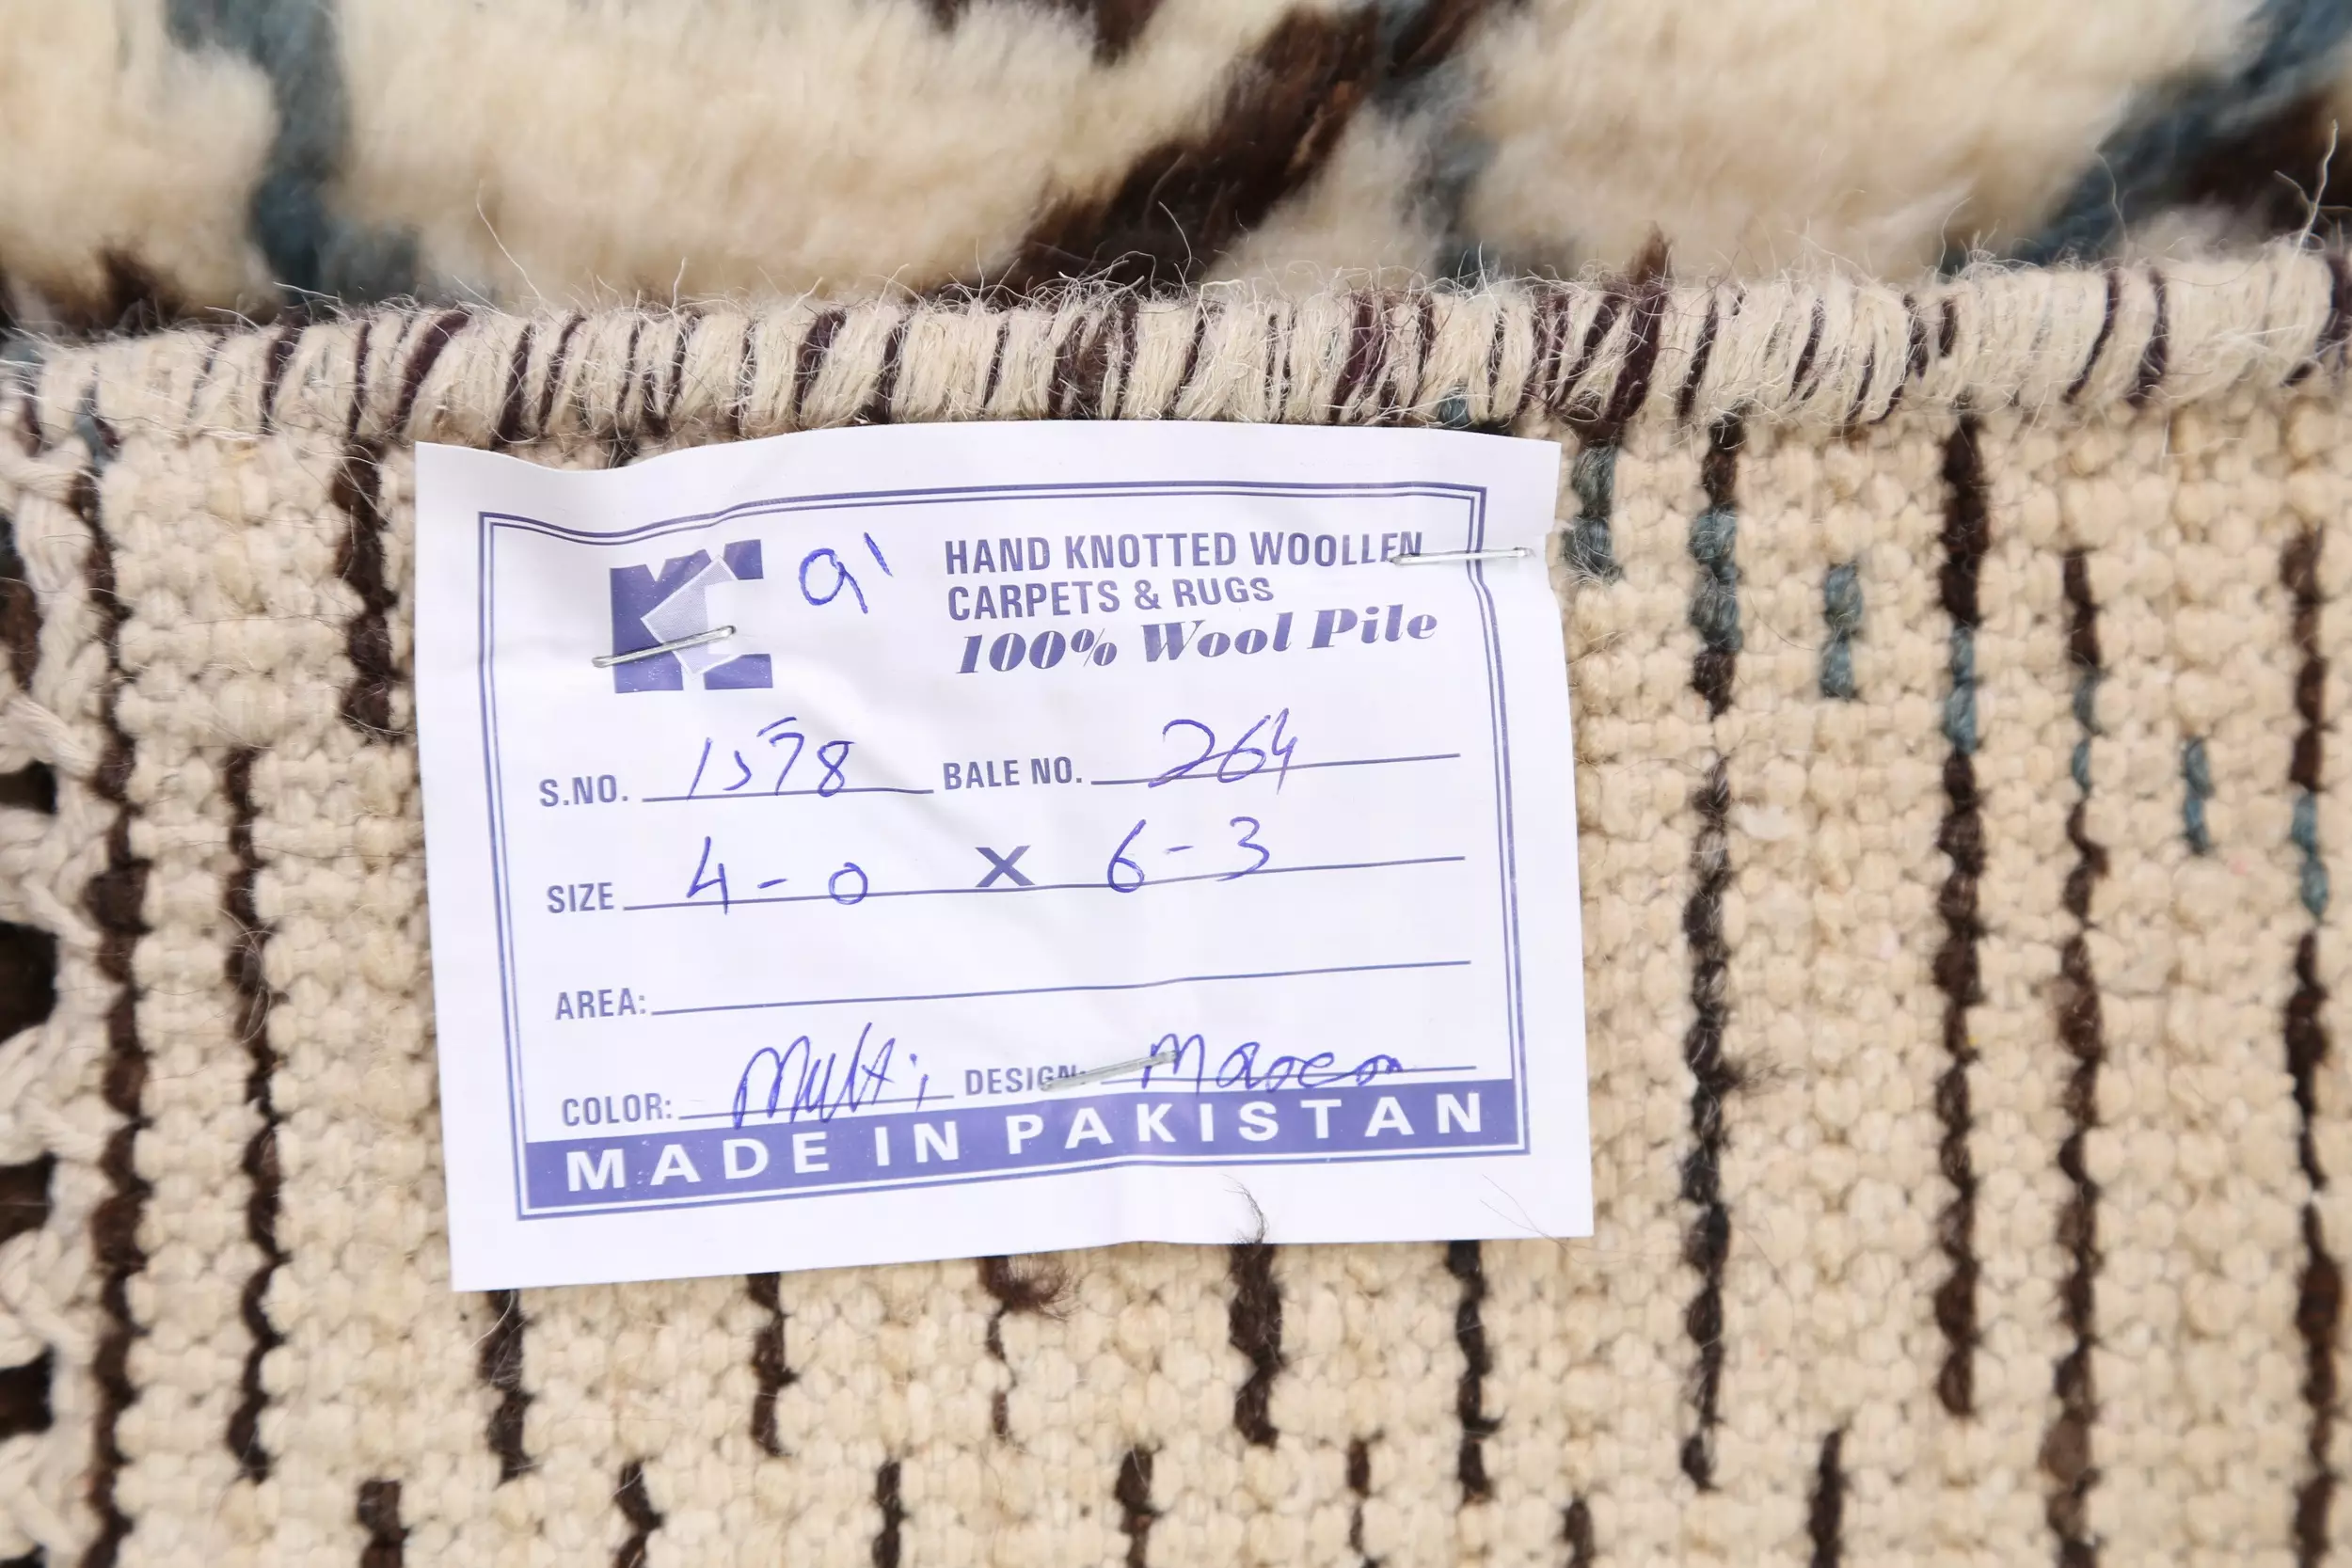 KC 91
HAND KNOTTED WOOLLEN
CARPETS & RUGS
100% Wool Pile
S.NO. 1578 BALE NO. 264
SIZE 4-0 X 6-3
AREA:
COLOR: Multi DESIGN:
MADE IN PAKISTAN